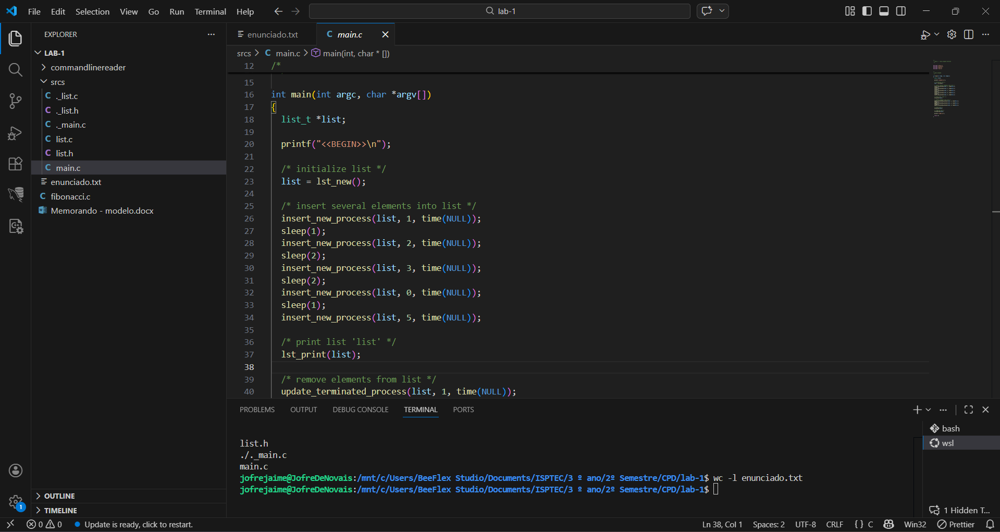 File Edit Selection View Go Run Terminal Help
lab-1
EXPLORER
LAB-1
commandlinereader
srcs
C ._list.c
C ._list.h
C ._main.c
C list.c
C list.h
C main.c
enunciado.txt
C fibonacci.c
Memorando - modelo.docx
OUTLINE
TIMELINE
enunciado.txt
C main.c
srcs > C main.c > main(int, char * [])
12 /*
15
16 int main(int argc, char *argv[])
17 {
18 list_t *list;
19
20 printf("<<BEGIN>>\n");
21
22 /* initialize list */
23 list = lst_new();
24
25 /* insert several elements into list */
26 insert_new_process(list, 1, time(NULL));
27 sleep(1);
28 insert_new_process(list, 2, time(NULL));
29 sleep(2);
30 insert_new_process(list, 3, time(NULL));
31 sleep(2);
32 insert_new_process(list, 0, time(NULL));
33 sleep(1);
34 insert_new_process(list, 5, time(NULL));
35
36 /* print list 'list' */
37 lst_print(list);
38
39 /* remove elements from list */
40 update_terminated_process(list, 1, time(NULL));
PROBLEMS OUTPUT DEBUG CONSOLE TERMINAL PORTS
list.h
./._main.c
main.c
jofrejaime@JofreDeNovais:/mnt/c/Users/BeeFlex Studio/Documents/ISPTEC/3 º ano/2º Semestre/CPD/lab-1$ wc -l enunciado.txt
jofrejaime@JofreDeNovais:/mnt/c/Users/BeeFlex Studio/Documents/ISPTEC/3 º ano/2º Semestre/CPD/lab-1$
bash
wsl
1 Hidden T...
1
0 0 Update is ready, click to restart.
Ln 38, Col 1 Spaces: 2 UTF-8 CRLF {} C Win32 Prettier